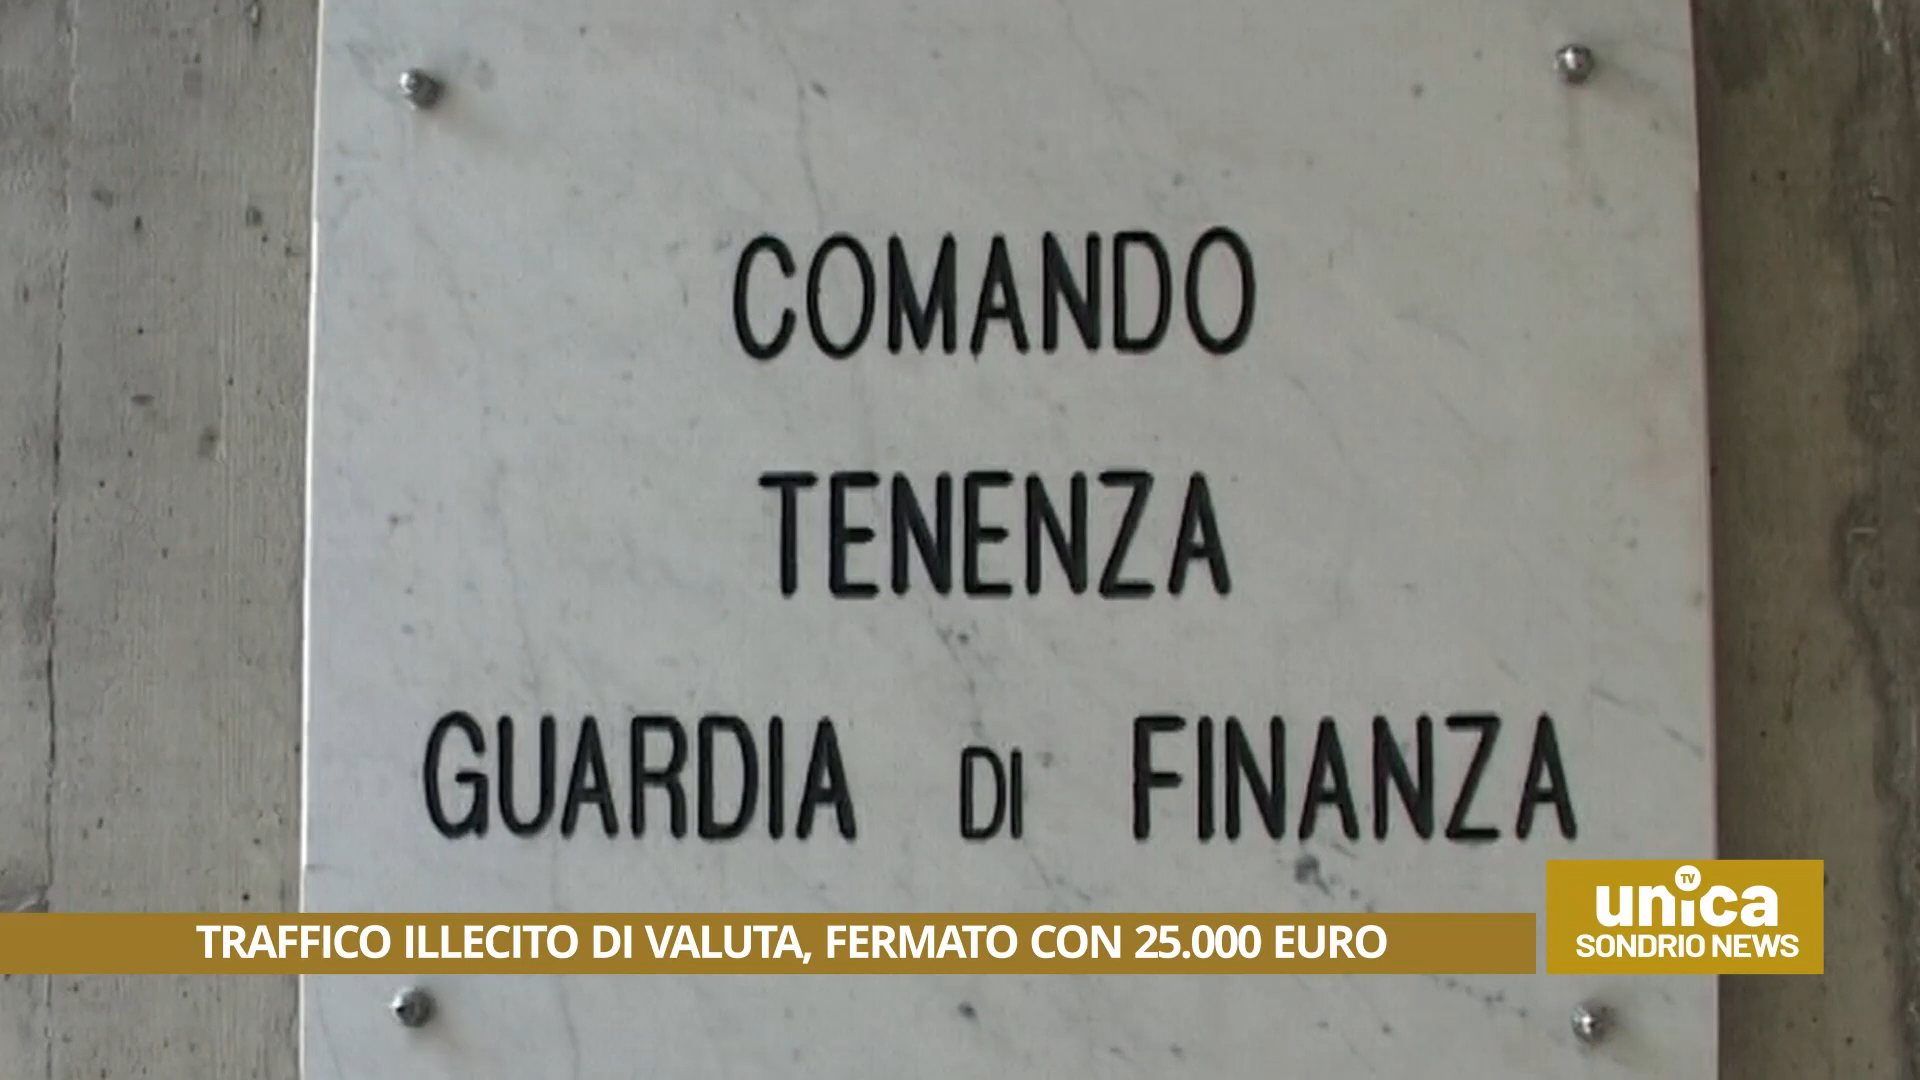 COMANDO
TENENZA
GUARDIA DI FINANZA
TV
unica
SONDRIO NEWS
TRAFFICO ILLECITO DI VALUTA, FERMATO CON 25.000 EURO